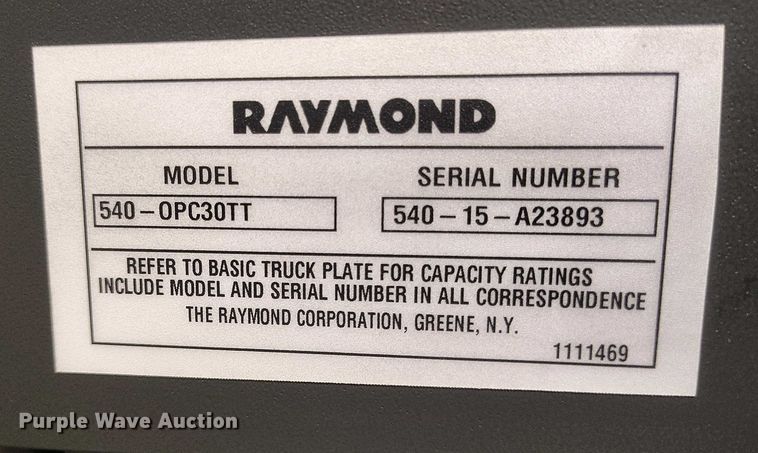 RAYMOND
MODEL SERIAL NUMBER
540-OPC30TT 540-15-A23893
REFER TO BASIC TRUCK PLATE FOR CAPACITY RATINGS
INCLUDE MODEL AND SERIAL NUMBER IN ALL CORRESPONDENCE
THE RAYMOND CORPORATION, GREENE, N.Y.
1111469
Purple Wave Auction